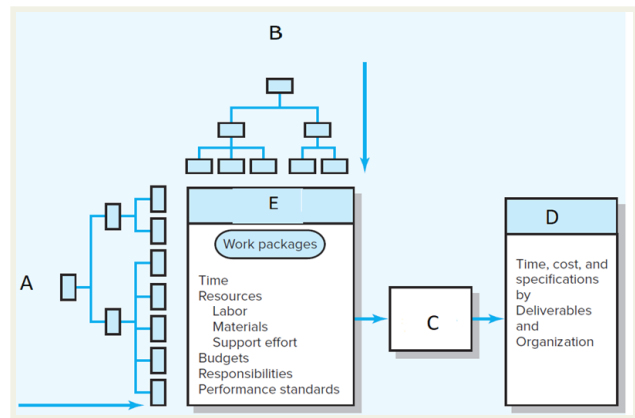 B
E
Work packages
Time
Resources
Labor
Materials
Support effort
Budgets
Responsibilities
Performance standards
A
C
D
Time, cost, and
specifications
by
Deliverables
and
Organization